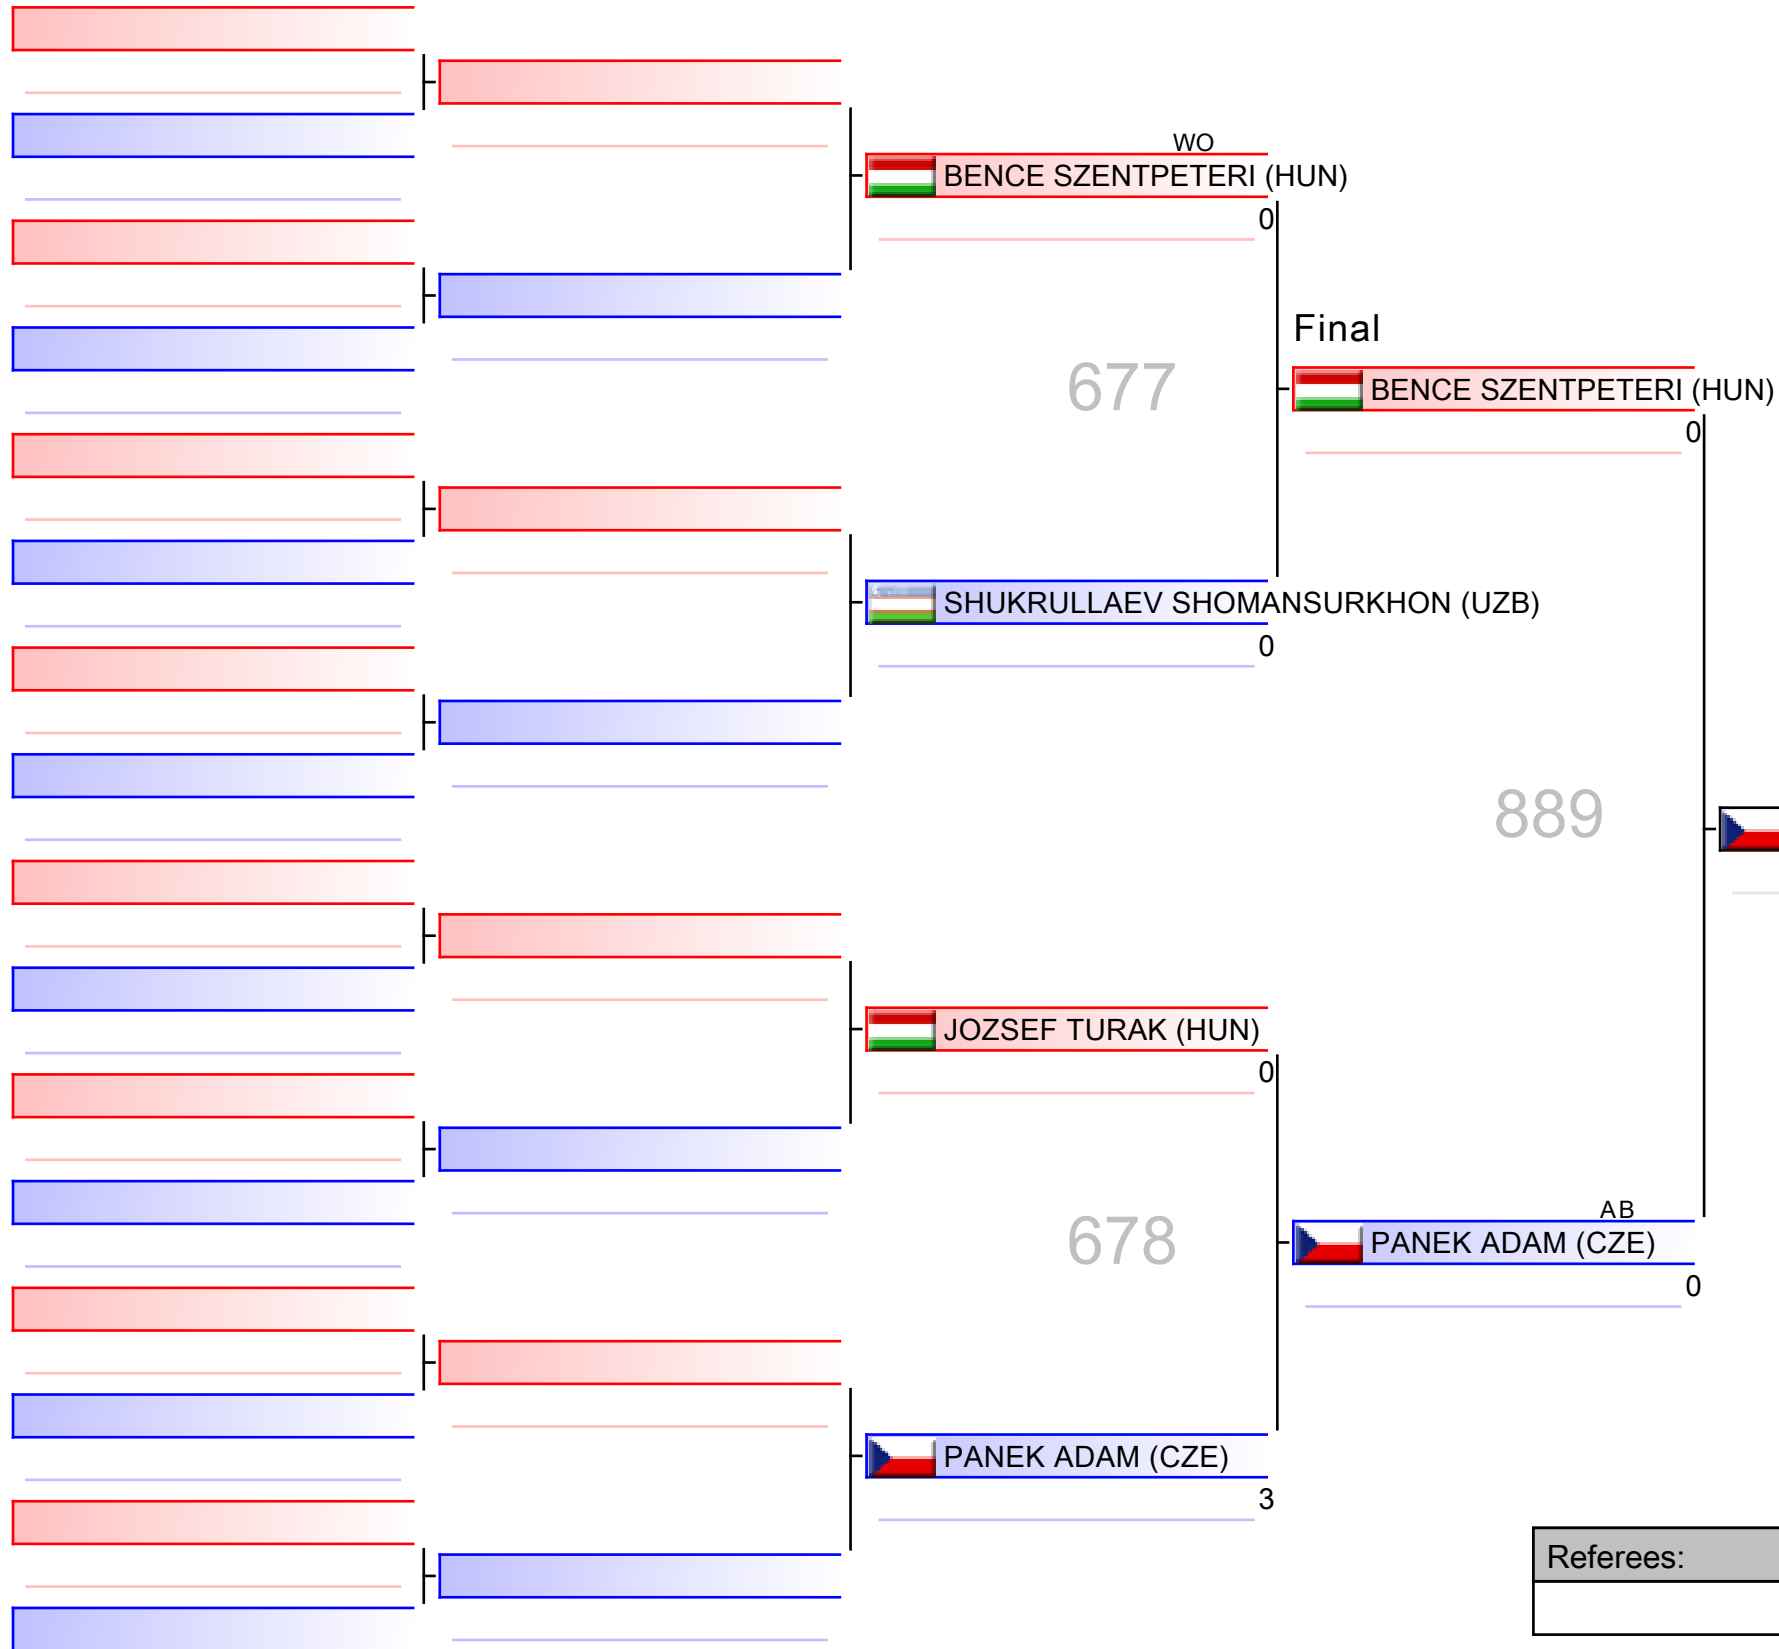 WO
BENCE SZENTPETERI (HUN)
0
677
Final
BENCE SZENTPETERI (HUN)
0
SHUKRULLAEV SHOMANSURKHON (UZB)
0
889
JOZSEF TURAK (HUN)
0
678
AB
PANEK ADAM (CZE)
0
PANEK ADAM (CZE)
3
Referees: